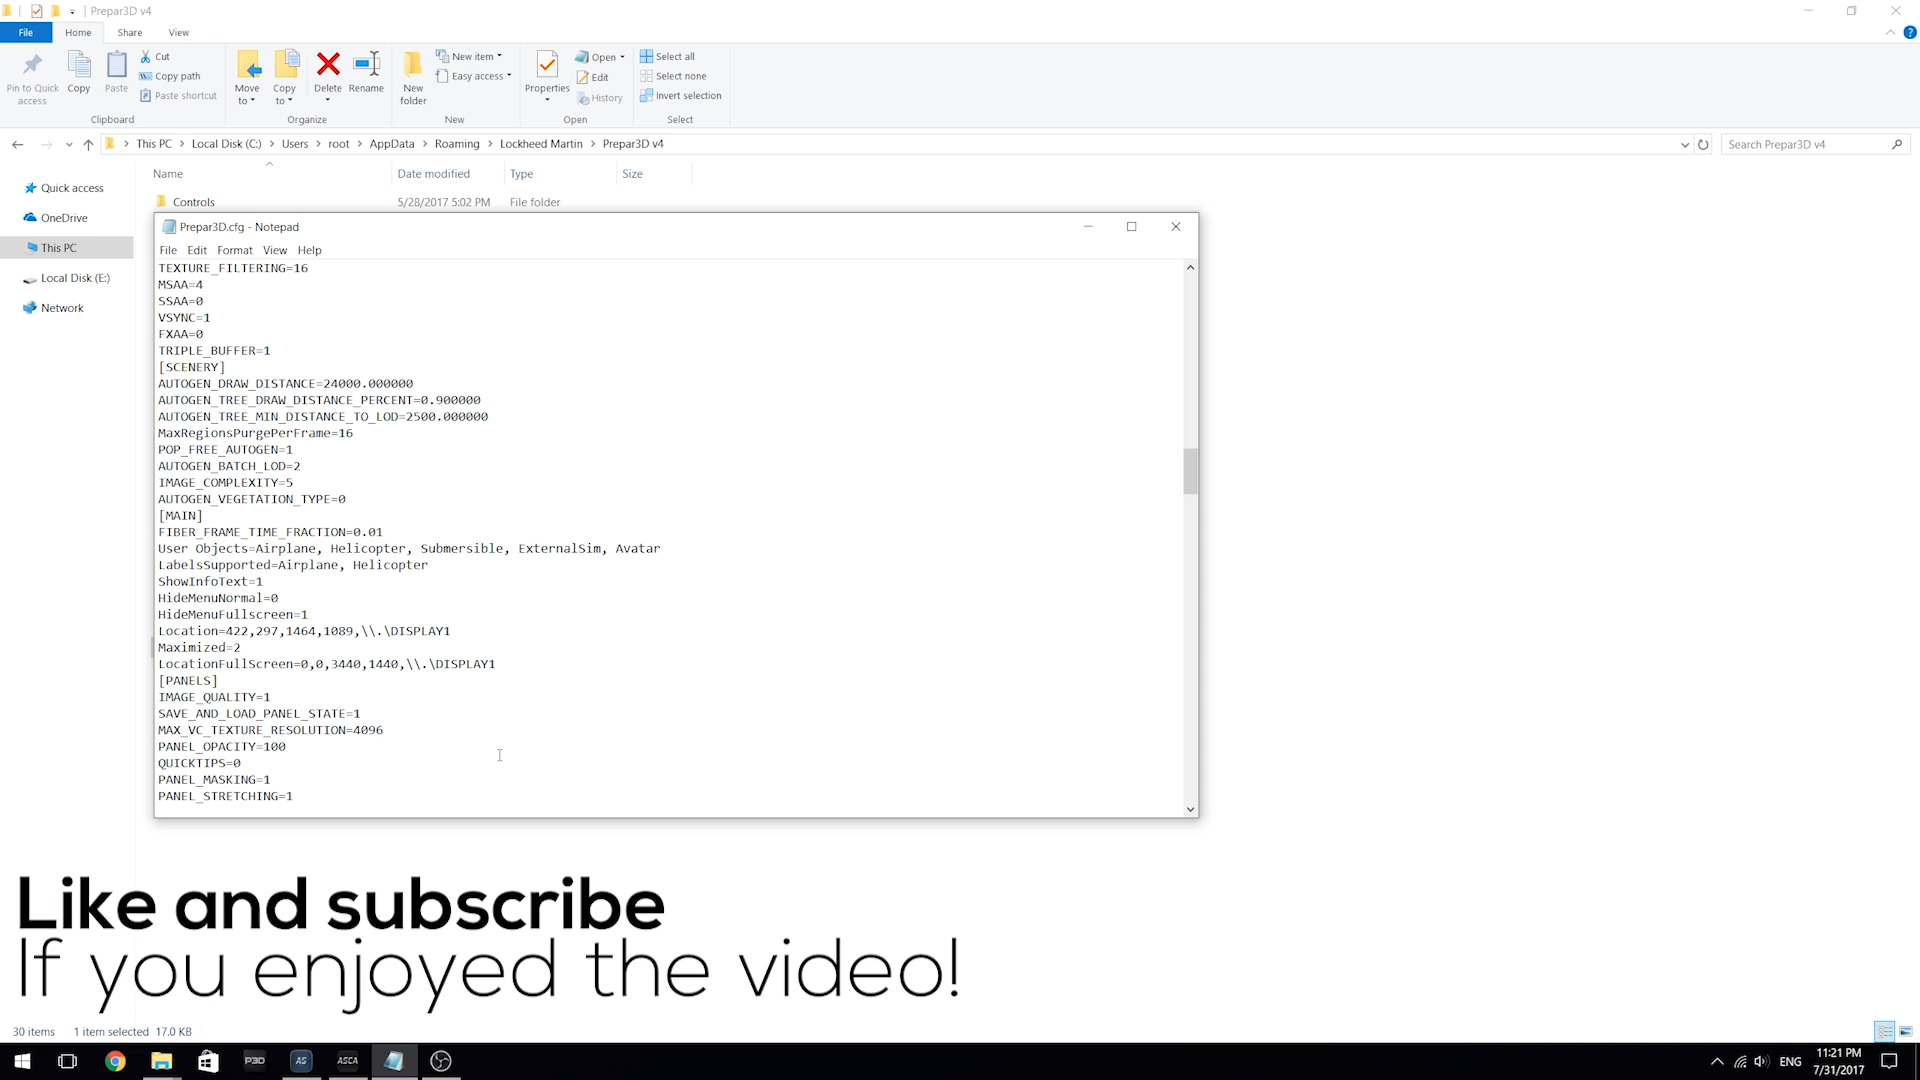 Prepar3D v4
File Home Share View
Pin to Quick access
Copy
Paste
Cut
Copy path
Paste shortcut
Clipboard
Move to
Copy to
Delete
Rename
Organize
New folder
New item
Easy access
New
Properties
Open
Edit
History
Open
Select all
Select none
Invert selection
Select
This PC > Local Disk (C:) > Users > root > AppData > Roaming > Lockheed Martin > Prepar3D v4
Search Prepar3D v4
Name Date modified Type Size
Quick access
OneDrive
This PC
Local Disk (E:)
Network
Controls 5/28/2017 5:02 PM File folder
Prepar3D.cfg - Notepad
File Edit Format View Help
TEXTURE_FILTERING=16
MSAA=4
SSAA=0
VSYNC=1
FXAA=0
TRIPLE_BUFFER=1
[SCENERY]
AUTOGEN_DRAW_DISTANCE=24000.000000
AUTOGEN_TREE_DRAW_DISTANCE_PERCENT=0.900000
AUTOGEN_TREE_MIN_DISTANCE_TO_LOD=2500.000000
MaxRegionsPurgePerFrame=16
POP_FREE_AUTOGEN=1
AUTOGEN_BATCH_LOD=2
IMAGE_COMPLEXITY=5
AUTOGEN_VEGETATION_TYPE=0
[MAIN]
FIBER_FRAME_TIME_FRACTION=0.01
User Objects=Airplane, Helicopter, Submersible, ExternalSim, Avatar
LabelsSupported=Airplane, Helicopter
ShowInfoText=1
HideMenuNormal=0
HideMenuFullscreen=1
Location=422,297,1464,1089,\\.\DISPLAY1
Maximized=2
LocationFullScreen=0,0,3440,1440,\\.\DISPLAY1
[PANELS]
IMAGE_QUALITY=1
SAVE_AND_LOAD_PANEL_STATE=1
MAX_VC_TEXTURE_RESOLUTION=4096
PANEL_OPACITY=100
QUICKTIPS=0
PANEL_MASKING=1
PANEL_STRETCHING=1
Like and subscribe
If you enjoyed the video!
30 items 1 item selected 17.0 KB
P3D AS ASCA
ENG
11:21 PM
7/31/2017